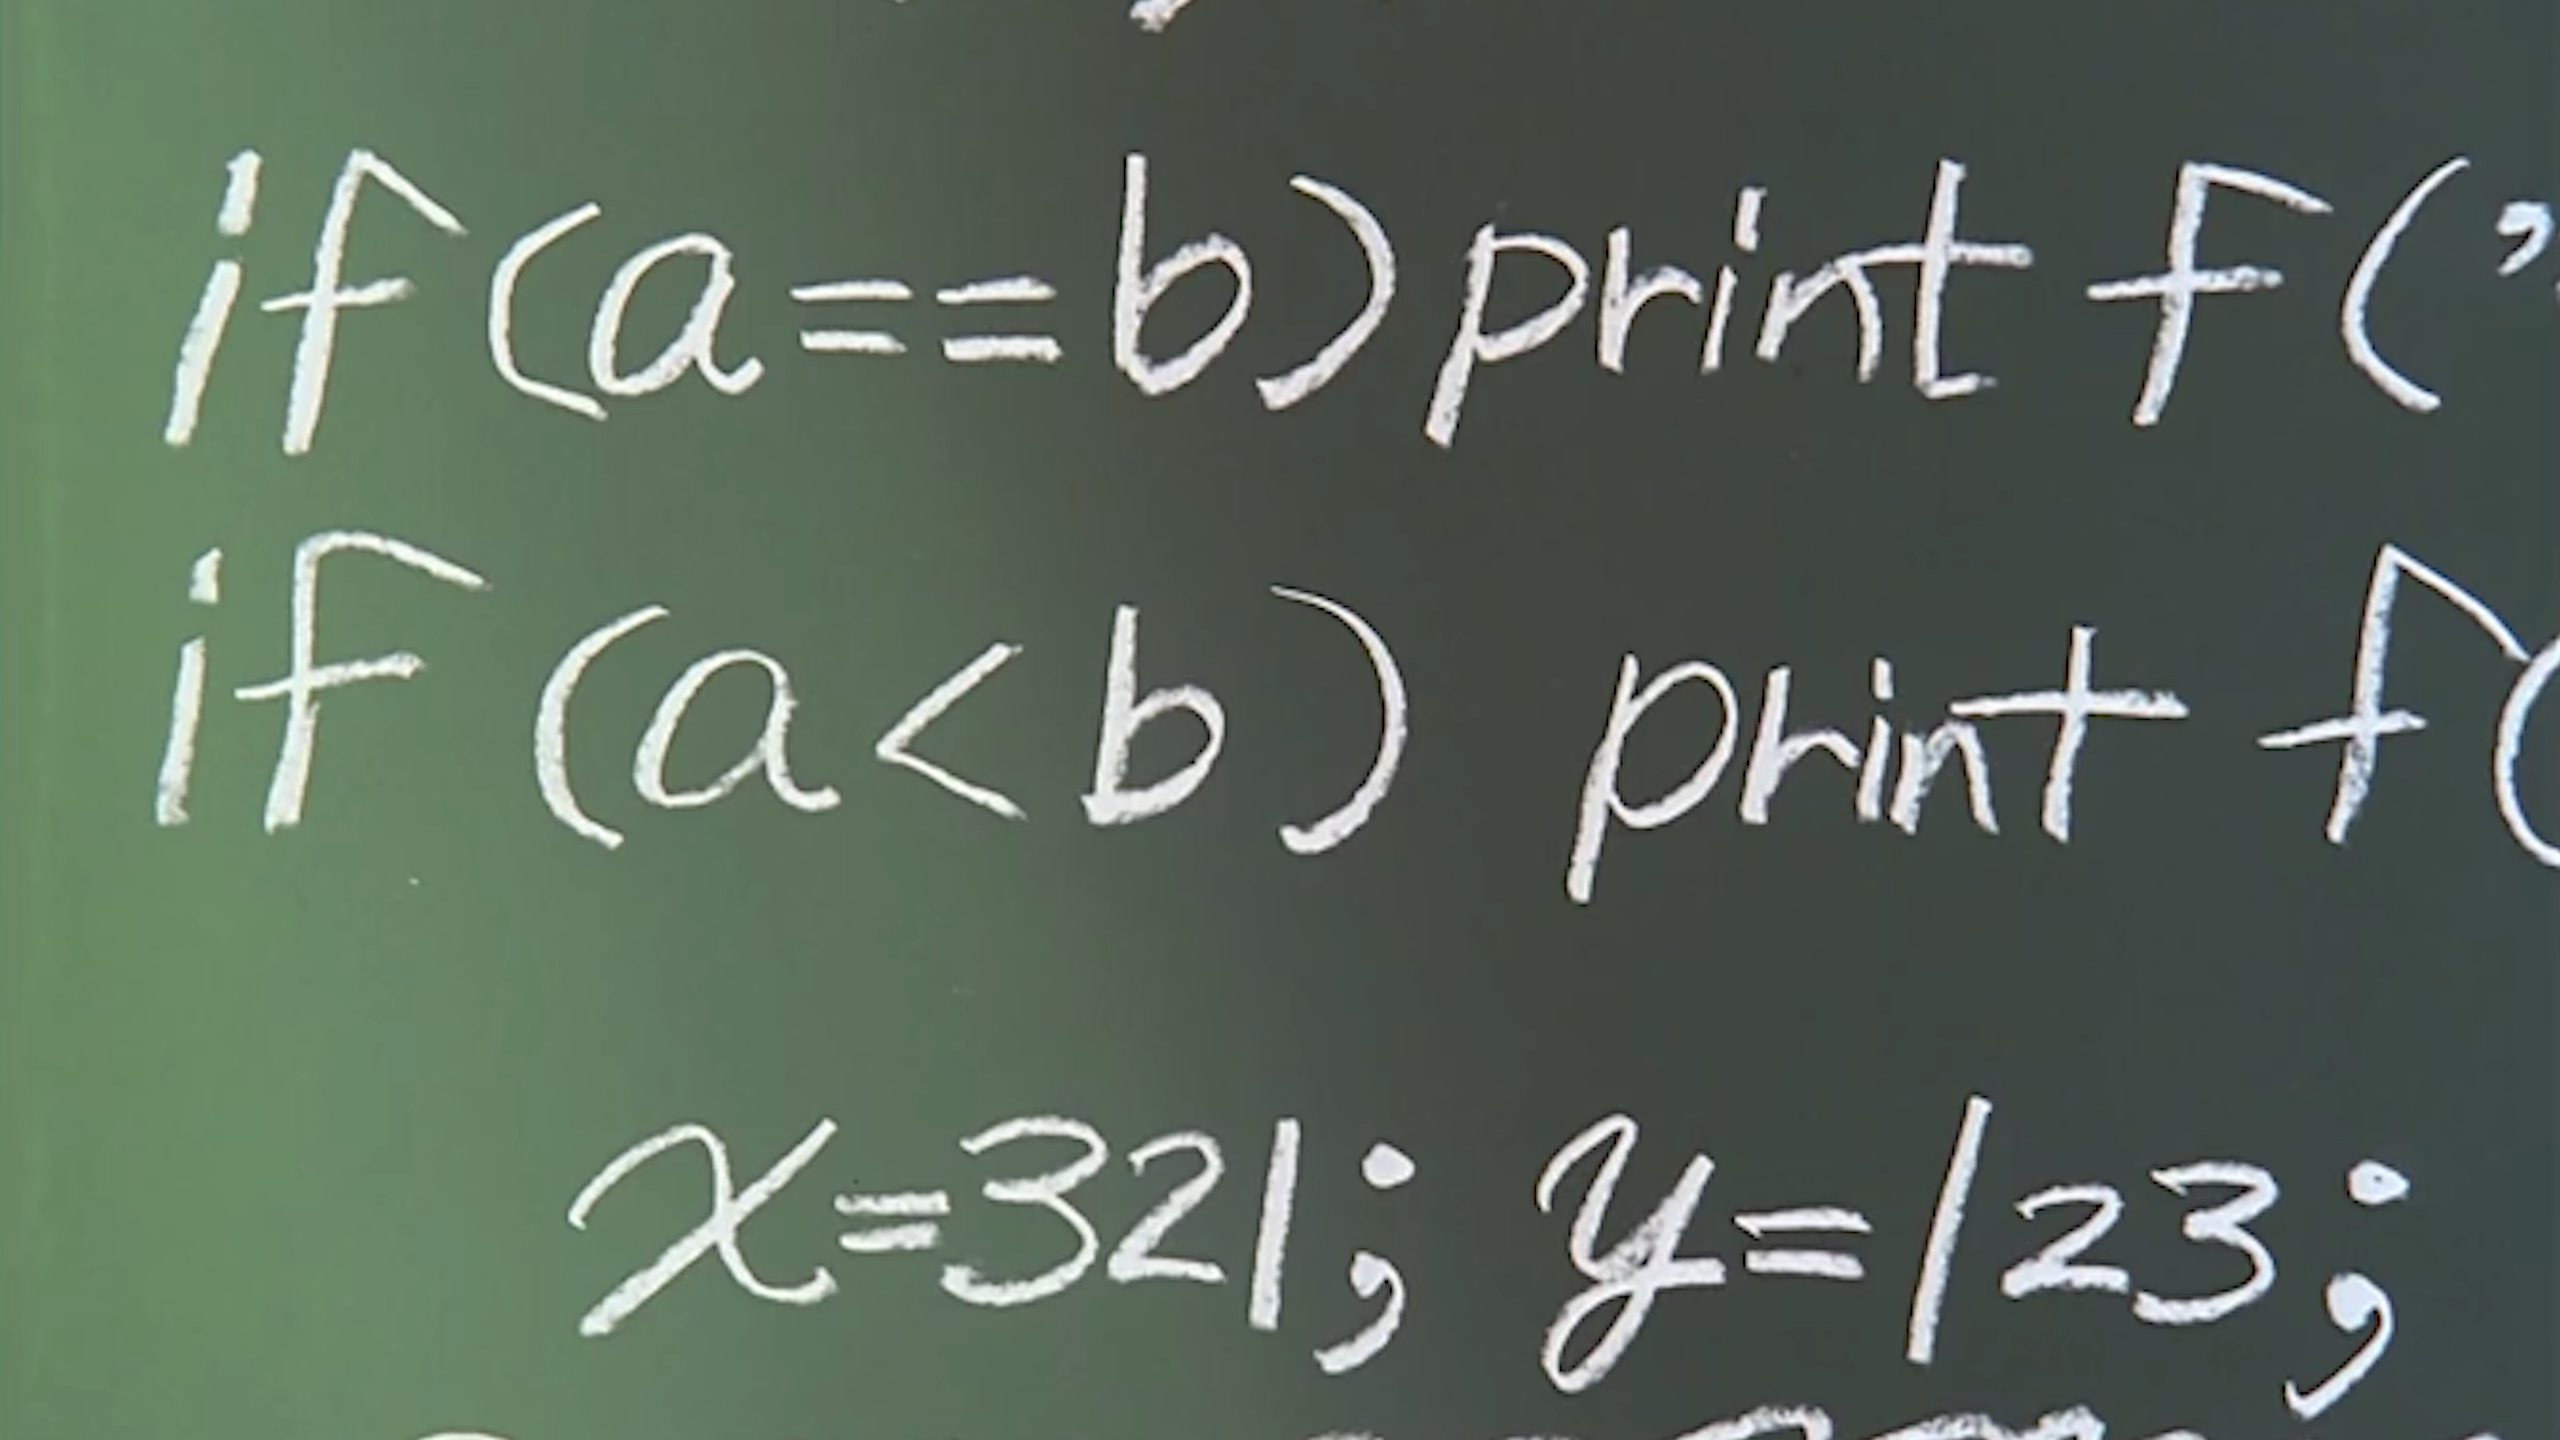 if(a==b)printf(”
if (a<b) printf(
x=321; y=123;